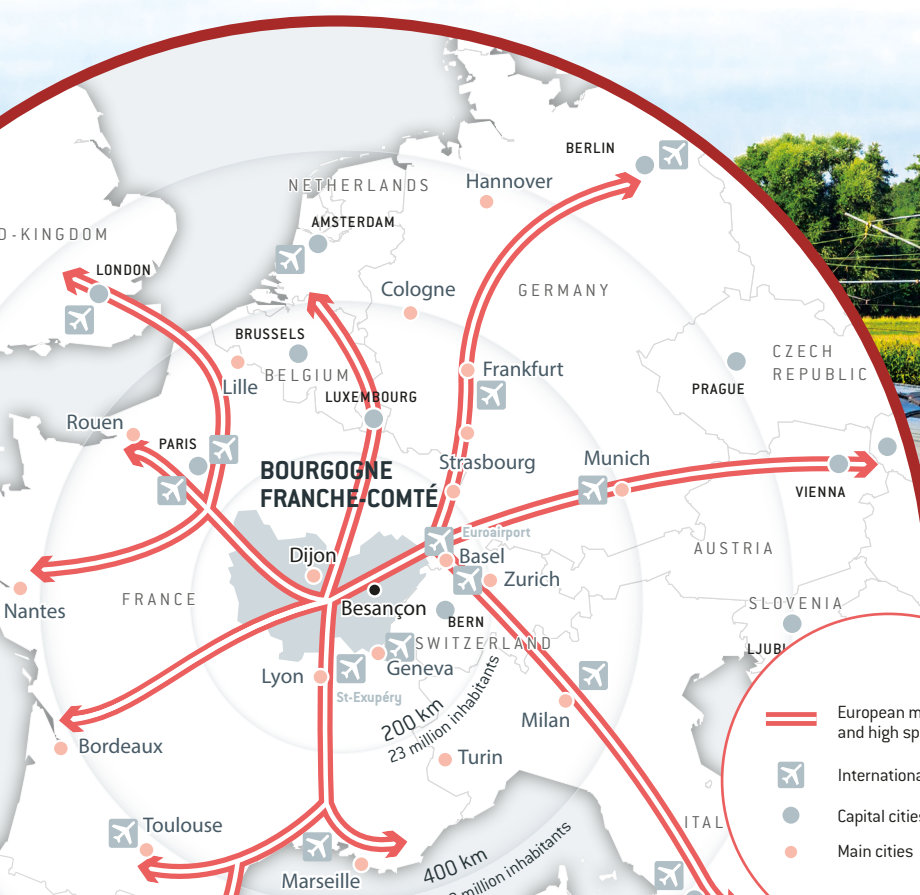 BERLIN
Hannover
NETHERLANDS
AMSTERDAM
D-KINGDOM
LONDON
Cologne
GERMANY
BRUSSELS
BELGIUM
Lille
LUXEMBOURG
Frankfurt
CZECH
REPUBLIC
PRAGUE
Rouen
PARIS
Strasbourg
Munich
BOURGOGNE
FRANCHE-COMTÉ
VIENNA
Euroairport
Basel
Zurich
AUSTRIA
Dijon
Besançon
BERN
SWITZERLAND
SLOVENIA
Nantes
FRANCE
Geneva
Lyon
St-Exupéry
200 km
23 million inhabitants
Milan
Bordeaux
Turin
Toulouse
Marseille
400 km
million inhabitants
ITAL
European m
and high sp
Internationa
Capital cities
Main cities